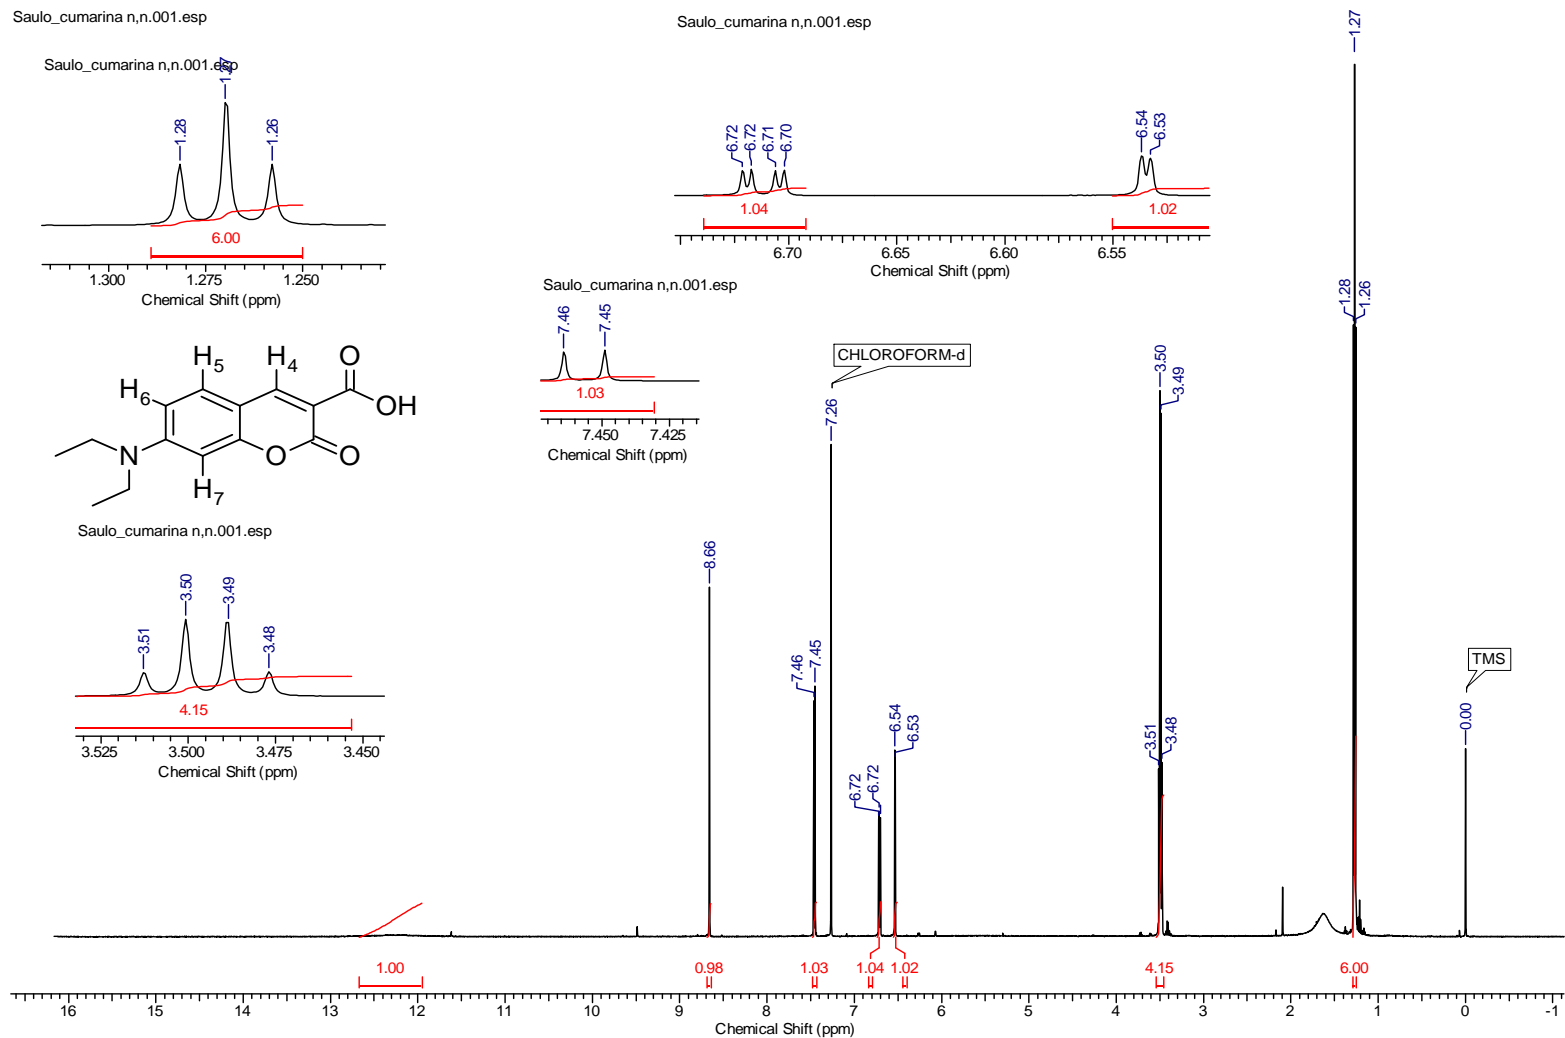 Saulo_cumarina n,n.001.esp
Saulo_cumarina n,n.001.esp
Saulo_cumarina n,n.001.esp
1.28
1.27
1.26
6.00
1.300 1.275 1.250
Chemical Shift (ppm)
6.72 6.72 6.71 6.70 6.54 6.53
1.04 1.02
6.70 6.65 6.60 6.55
Chemical Shift (ppm)
Saulo_cumarina n,n.001.esp
7.46 7.45
1.03
7.450 7.425
Chemical Shift (ppm)
H5 H4 O
H6 OH
N O O
H7
Saulo_cumarina n,n.001.esp
3.51 3.50 3.49 3.48
4.15
3.525 3.500 3.475 3.450
Chemical Shift (ppm)
CHLOROFORM-d
TMS
8.66 7.46 7.45 7.26 6.72 6.72 6.54 6.53 3.51 3.50 3.49 3.48 1.28 1.27 1.26 0.00
1.00 0.98 1.03 1.04 1.02 4.15 6.00
16 15 14 13 12 11 10 9 8 7 6 5 4 3 2 1 0 -1
Chemical Shift (ppm)